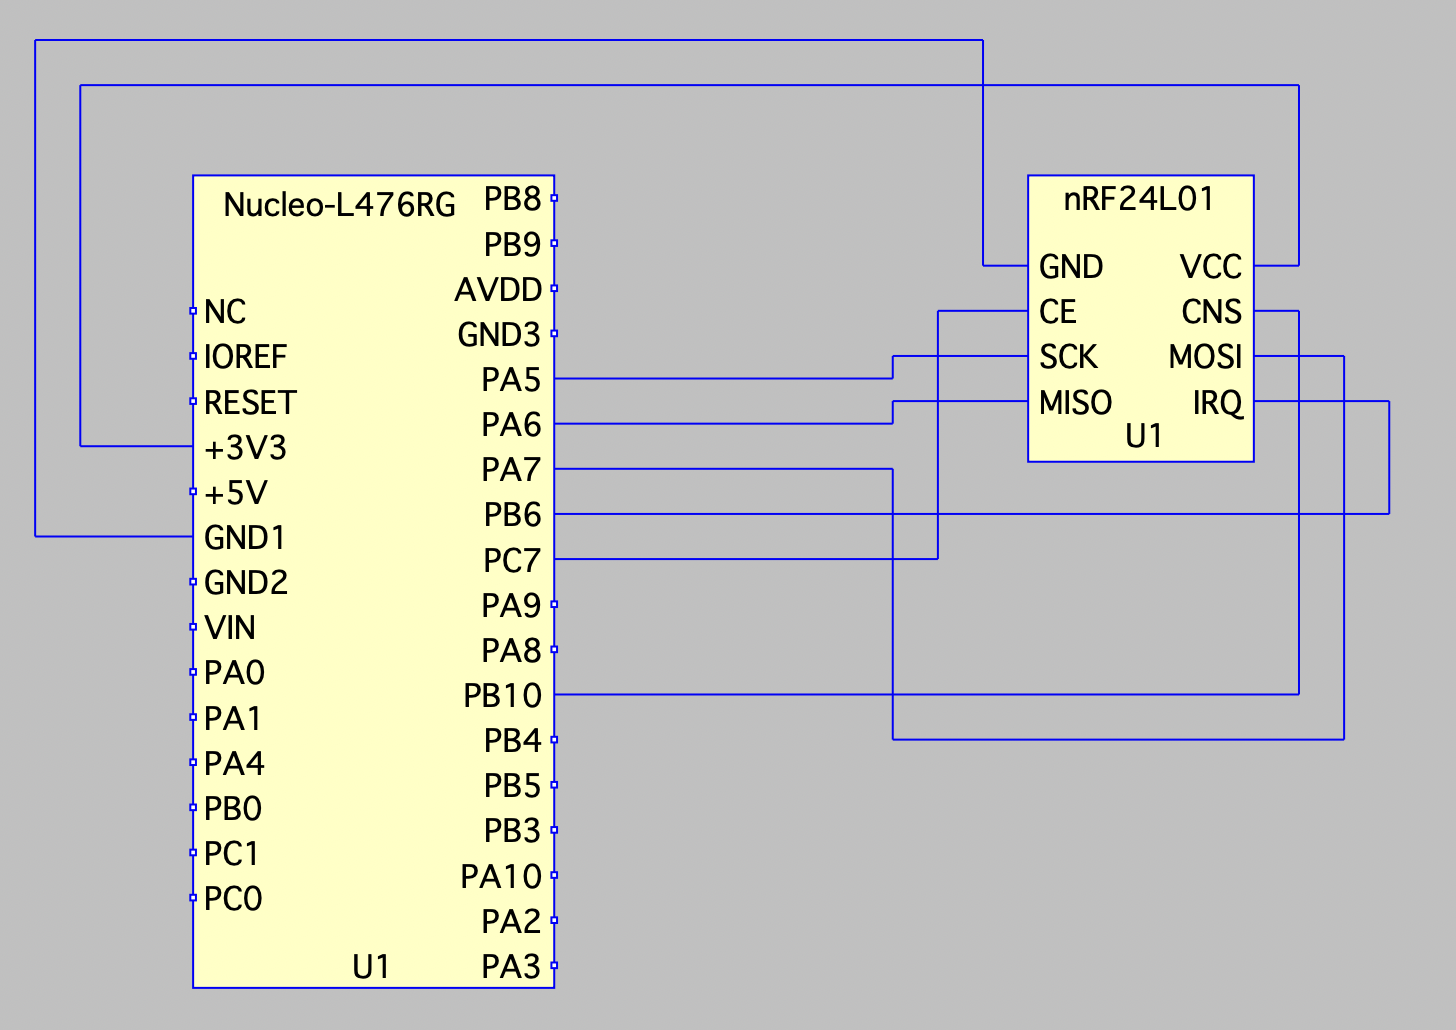 Nucleo-L476RG
NC
IOREF
RESET
+3V3
+5V
GND1
GND2
VIN
PA0
PA1
PA4
PB0
PC1
PC0
PB8
PB9
AVDD
GND3
PA5
PA6
PA7
PB6
PC7
PA9
PA8
PB10
PB4
PB5
PB3
PA10
PA2
PA3
U1
nRF24L01
GND
CE
SCK
MISO
VCC
CNS
MOSI
IRQ
U1